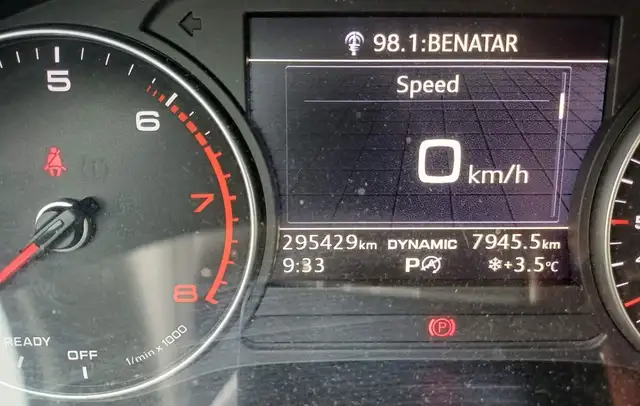 98.1:BENATAR
Speed
0 km/h
295429km DYNAMIC 7945.5km
9:33 P A +3.5°C
5
6
7
8
1/min x 1000
READY
OFF
P
5